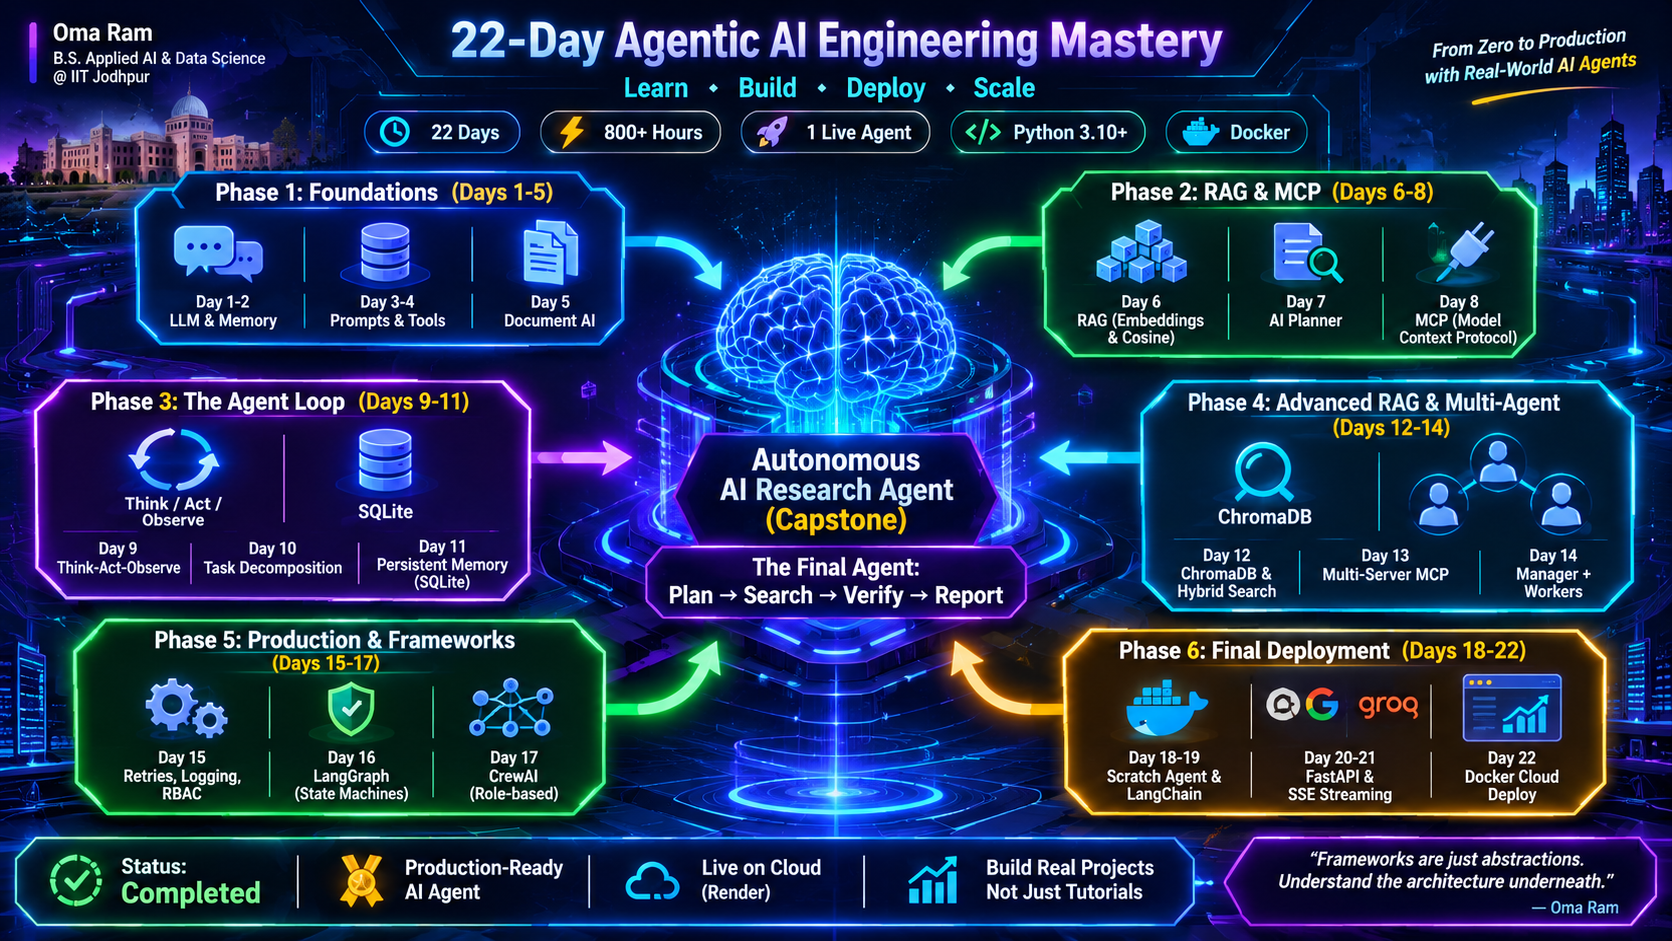 Oma Ram
B.S. Applied AI & Data Science
@ IIT Jodhpur
22-Day Agentic AI Engineering Mastery
Learn • Build • Deploy • Scale
From Zero to Production
with Real-World AI Agents
22 Days
800+ Hours
1 Live Agent
</> Python 3.10+
Docker
Phase 1: Foundations (Days 1-5)
Day 1-2
LLM & Memory
Day 3-4
Prompts & Tools
Day 5
Document AI
Phase 2: RAG & MCP (Days 6-8)
Day 6
RAG (Embeddings
& Cosine)
Day 7
AI Planner
Day 8
MCP (Model
Context Protocol)
Phase 3: The Agent Loop (Days 9-11)
Think / Act /
Observe
SQLite
Day 9
Think-Act-Observe
Day 10
Task Decomposition
Day 11
Persistent Memory
(SQLite)
Autonomous
AI Research Agent
(Capstone)
The Final Agent:
Plan → Search → Verify → Report
Phase 4: Advanced RAG & Multi-Agent
(Days 12-14)
ChromaDB
Day 12
ChromaDB &
Hybrid Search
Day 13
Multi-Server MCP
Day 14
Manager +
Workers
Phase 5: Production & Frameworks
(Days 15-17)
Day 15
Retries, Logging,
RBAC
Day 16
LangGraph
(State Machines)
Day 17
CrewAI
(Role-based)
Phase 6: Final Deployment (Days 18-22)
G groq
Day 18-19
Scratch Agent &
LangChain
Day 20-21
FastAPI &
SSE Streaming
Day 22
Docker Cloud
Deploy
Status:
Completed
Production-Ready
AI Agent
Live on Cloud
(Render)
Build Real Projects
Not Just Tutorials
“Frameworks are just abstractions.
Understand the architecture underneath.”
— Oma Ram